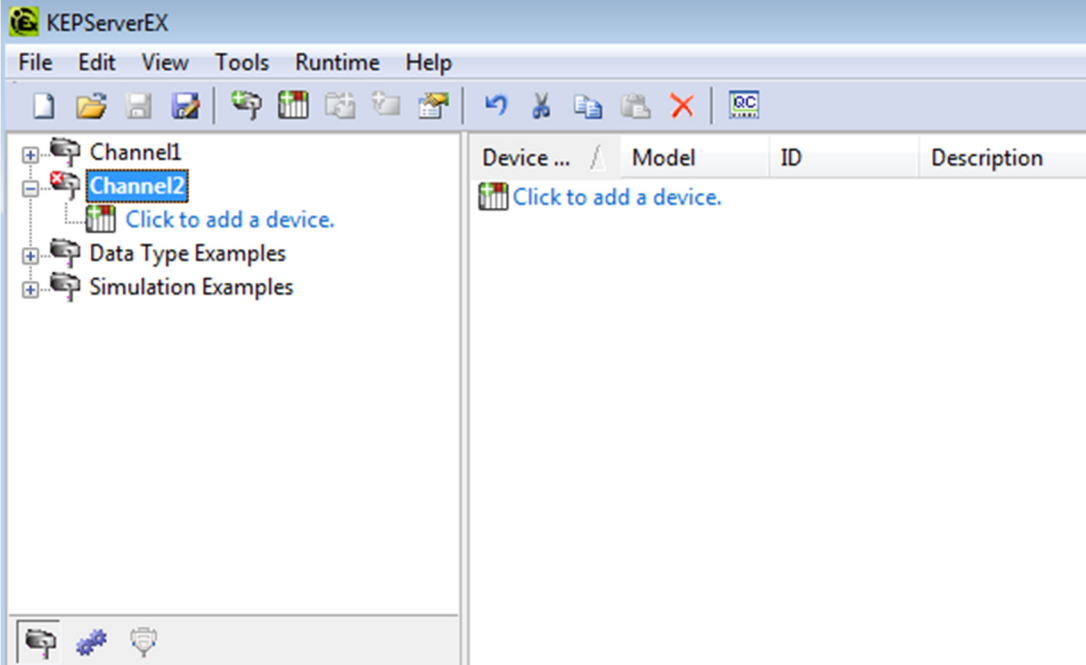 KEPServerEX
File Edit View Tools Runtime Help
QC
Channel1
Channel2
Click to add a device.
Data Type Examples
Simulation Examples
Device ... Model ID Description
Click to add a device.